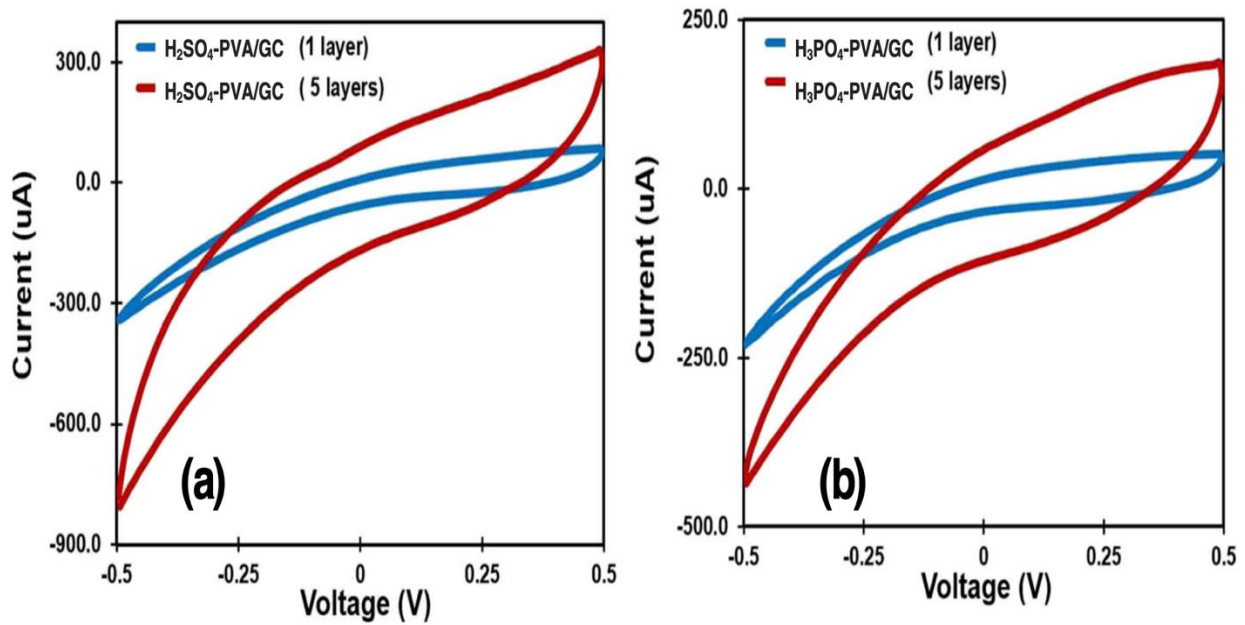 H₂SO₄-PVA/GC (1 layer)
H₂SO₄-PVA/GC ( 5 layers)
300.0
0.0
-300.0
-600.0
-900.0
Current (uA)
(a)
-0.5 -0.25 0 0.25 0.5
Voltage (V)
250.0
H₃PO₄-PVA/GC (1 layer)
H₃PO₄-PVA/GC (5 layers)
0.0
-250.0
-500.0
Current (uA)
(b)
-0.5 -0.25 0 0.25 0.5
Voltage (V)